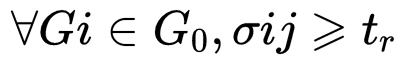 ∀Gi ∈ G₀, σij ⩾ tᵣ